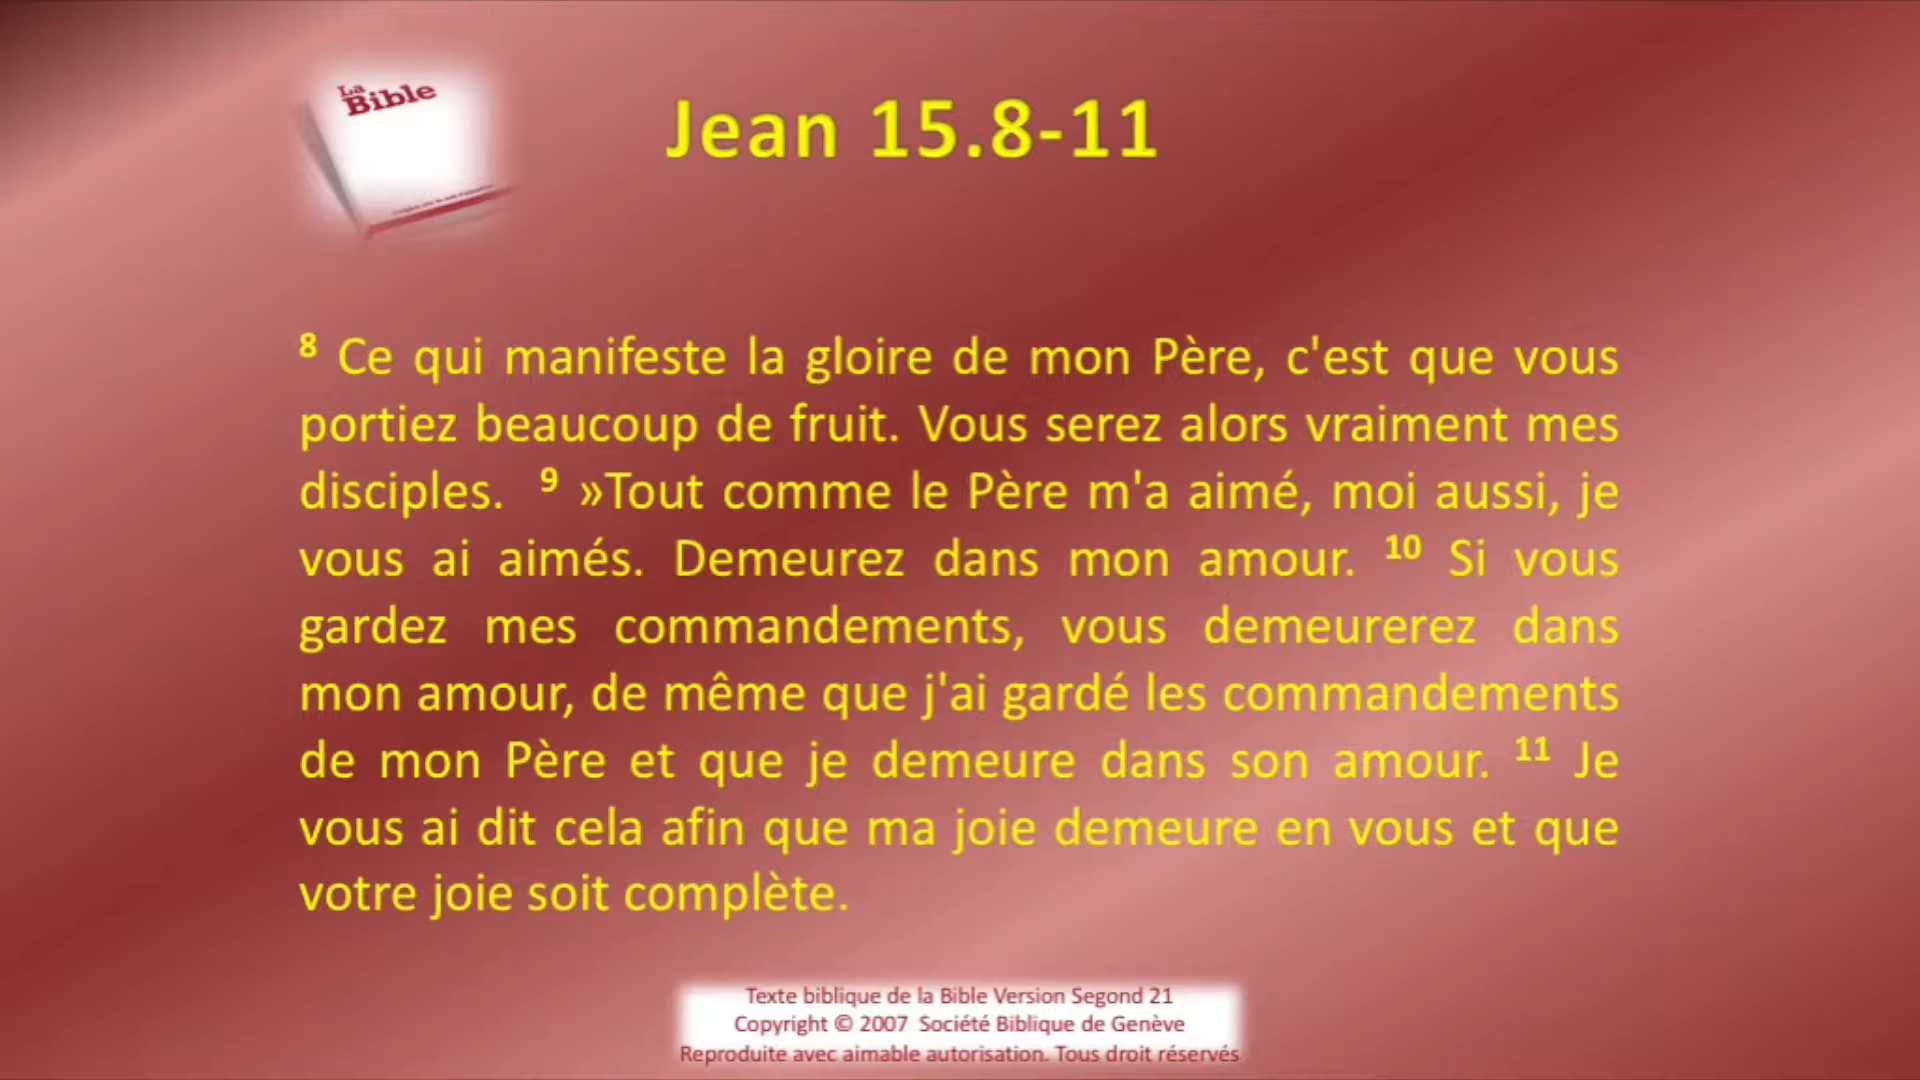 La
Bible
Jean 15.8-11
8 Ce qui manifeste la gloire de mon Père, c'est que vous
portiez beaucoup de fruit. Vous serez alors vraiment mes
disciples. 9 »Tout comme le Père m'a aimé, moi aussi, je
vous ai aimés. Demeurez dans mon amour. 10 Si vous
gardez mes commandements, vous demeurerez dans
mon amour, de même que j'ai gardé les commandements
de mon Père et que je demeure dans son amour. 11 Je
vous ai dit cela afin que ma joie demeure en vous et que
votre joie soit complète.
Texte biblique de la Bible Version Segond 21
Copyright © 2007 Société Biblique de Genève
Reproduite avec aimable autorisation. Tous droit réservés